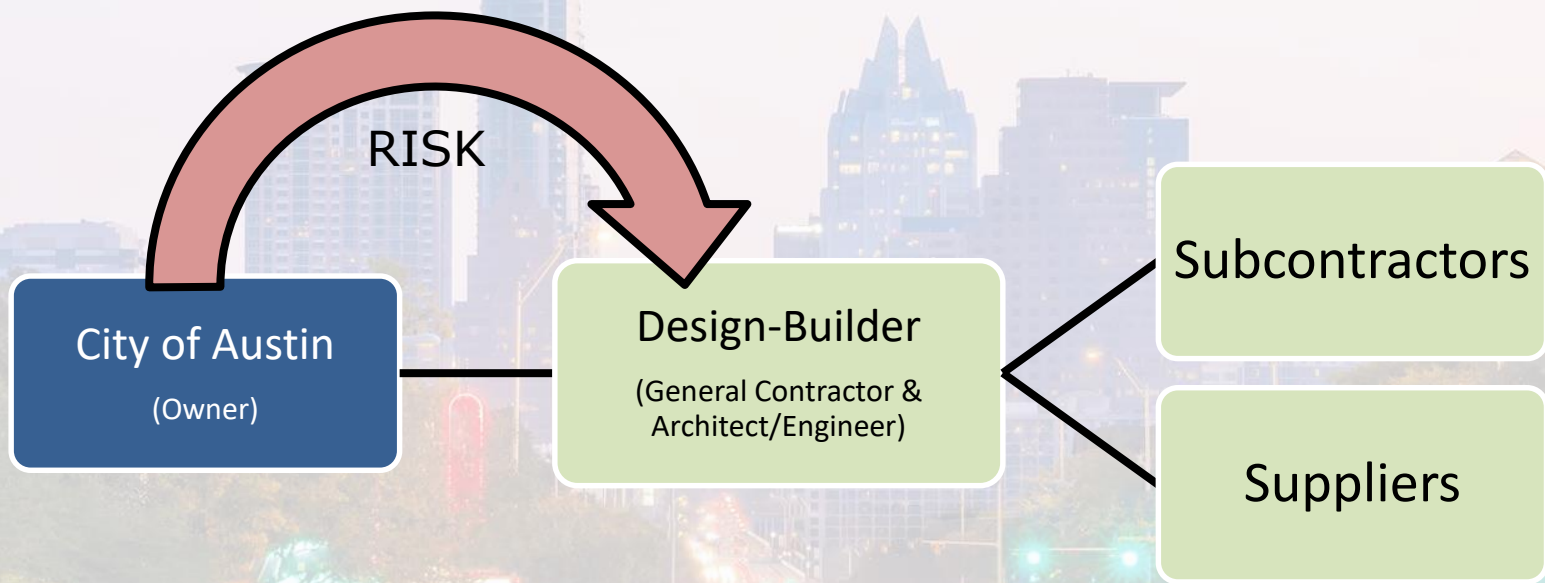 RISK
City of Austin
(Owner)
Design-Builder
(General Contractor &
Architect/Engineer)
Subcontractors
Suppliers